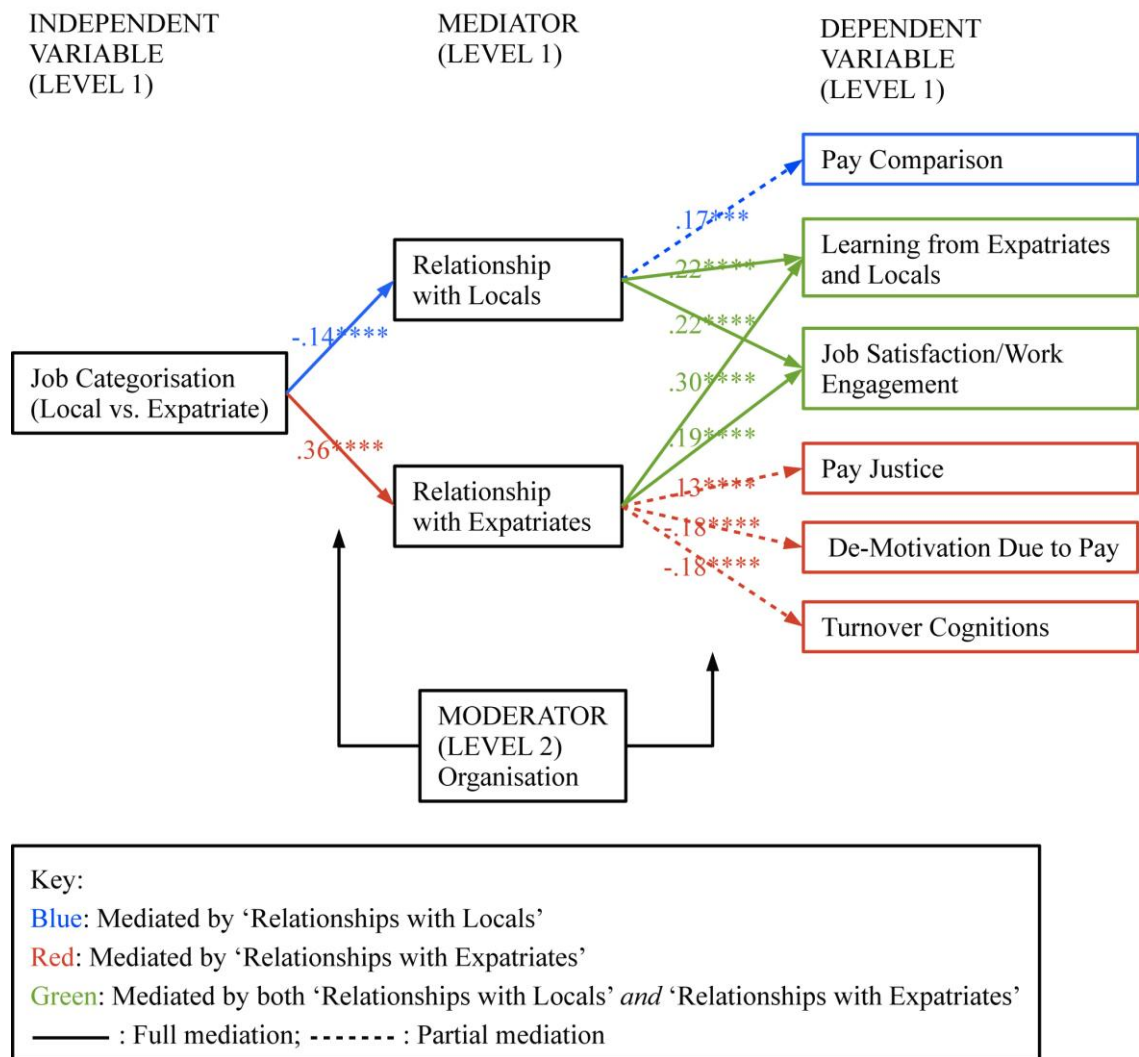 INDEPENDENT
VARIABLE
(LEVEL 1)
MEDIATOR
(LEVEL 1)
DEPENDENT
VARIABLE
(LEVEL 1)
Pay Comparison
.17****
Relationship
with Locals
.22****
Learning from Expatriates
and Locals
-.14****
.22****
Job Categorisation
(Local vs. Expatriate)
.30****
Job Satisfaction/Work
Engagement
.36****
.19****
Relationship
with Expatriates
.13****
Pay Justice
-.18****
De-Motivation Due to Pay
-.18****
Turnover Cognitions
MODERATOR
(LEVEL 2)
Organisation
Key:
Blue: Mediated by ‘Relationships with Locals’
Red: Mediated by ‘Relationships with Expatriates’
Green: Mediated by both ‘Relationships with Locals’ and ‘Relationships with Expatriates’
: Full mediation; : Partial mediation